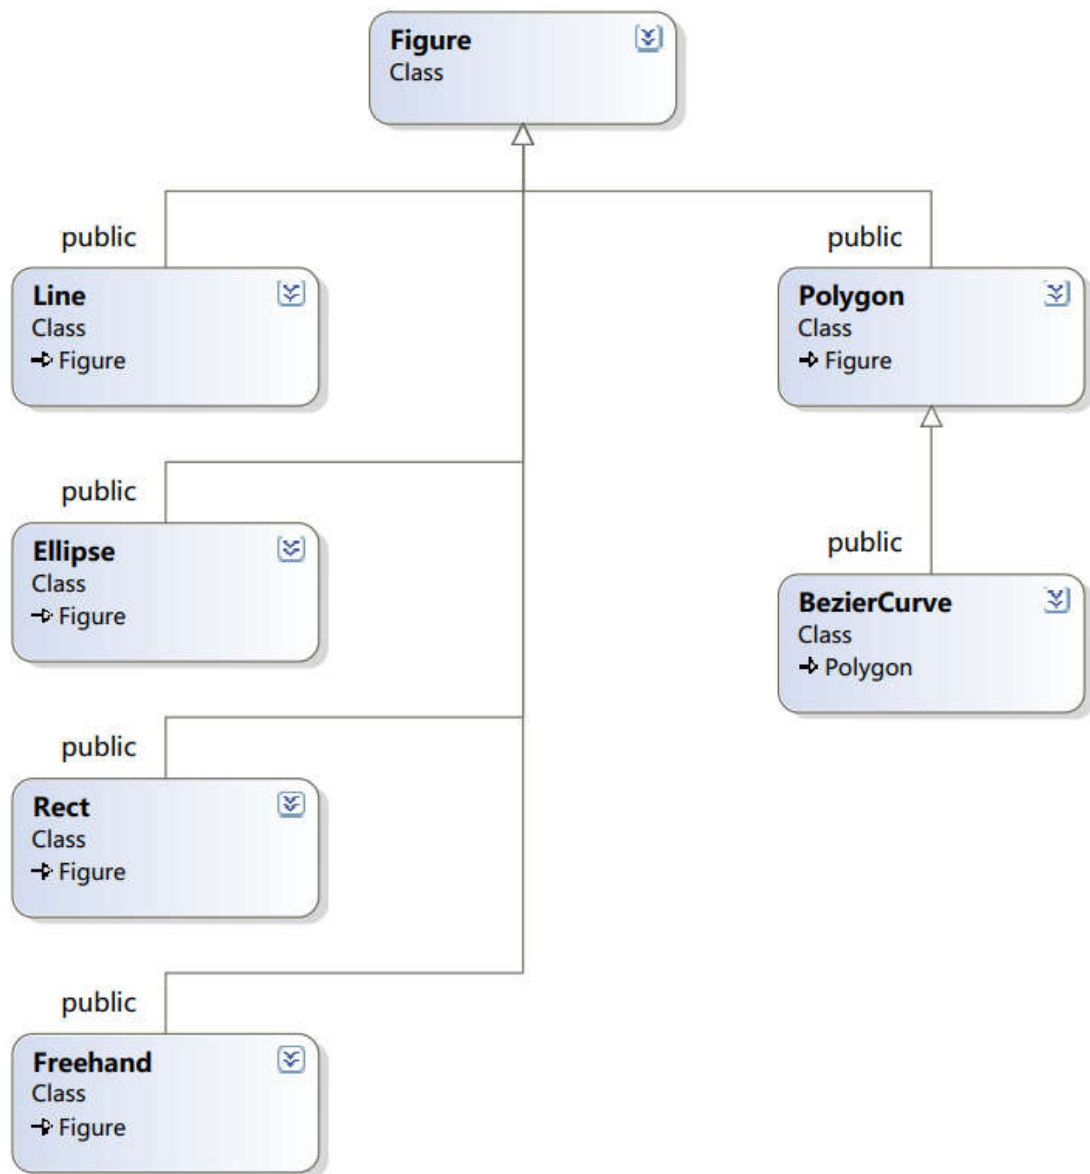 Figure
Class
public
Line
Class
Figure
public
Polygon
Class
Figure
public
Ellipse
Class
Figure
public
BezierCurve
Class
Polygon
public
Rect
Class
Figure
public
Freehand
Class
Figure